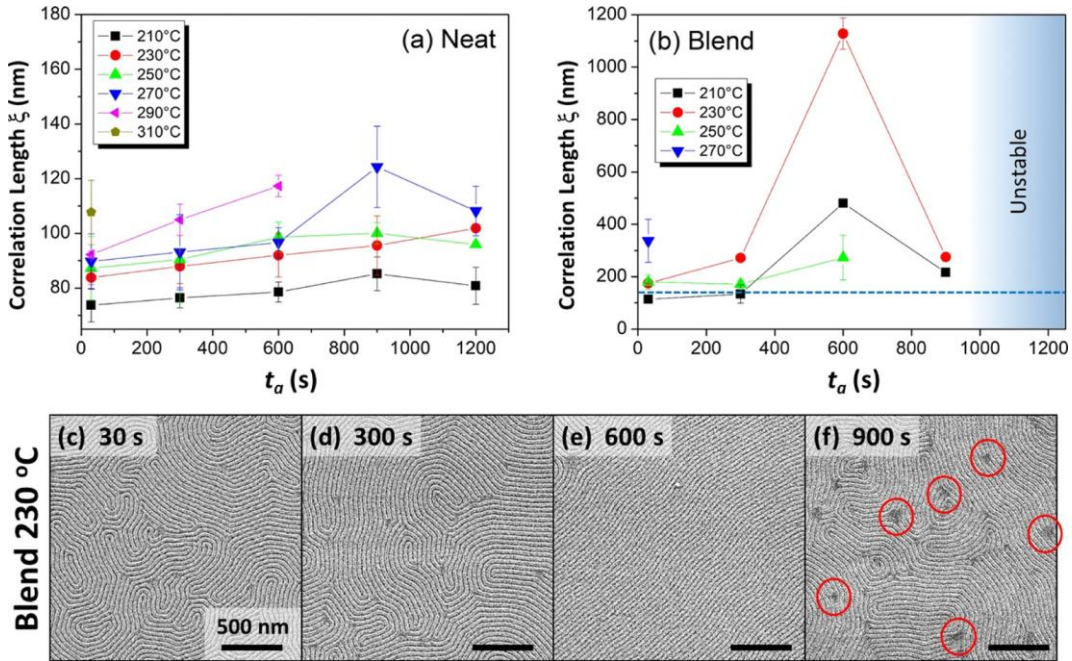 (a) Neat
210°C
230°C
250°C
270°C
290°C
310°C
Correlation Length ξ (nm)
180
160
140
120
100
80
0 200 400 600 800 1000 1200
tₐ (s)
(b) Blend
210°C
230°C
250°C
270°C
Unstable
Correlation Length ξ (nm)
1200
1000
800
600
400
200
0
0 200 400 600 800 1000 1200
tₐ (s)
Blend 230 ºC
(c) 30 s
500 nm
(d) 300 s
(e) 600 s
(f) 900 s